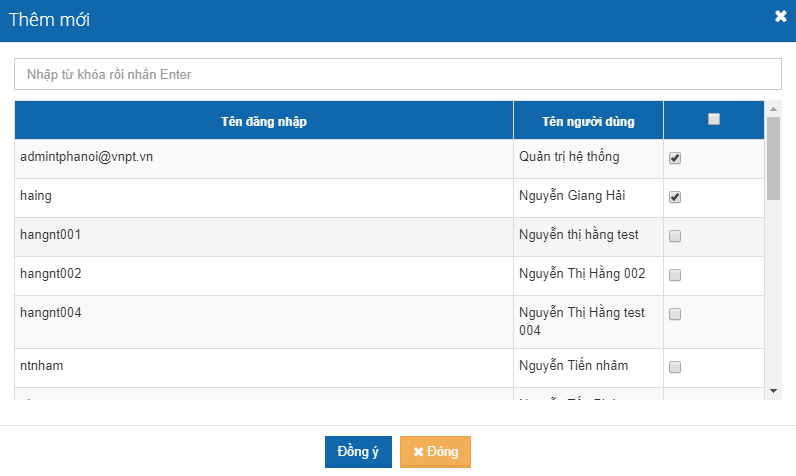 Thêm mới
Nhập từ khóa rồi nhấn Enter
Tên đăng nhập Tên người dùng
admintphanoi@vnpt.vn Quản trị hệ thống
haing Nguyễn Giang Hải
hangnt001 Nguyễn thị hằng test
hangnt002 Nguyễn Thị Hằng 002
hangnt004 Nguyễn Thị Hằng test
004
ntnham Nguyễn Tiến nhâm
Đồng ý Đóng